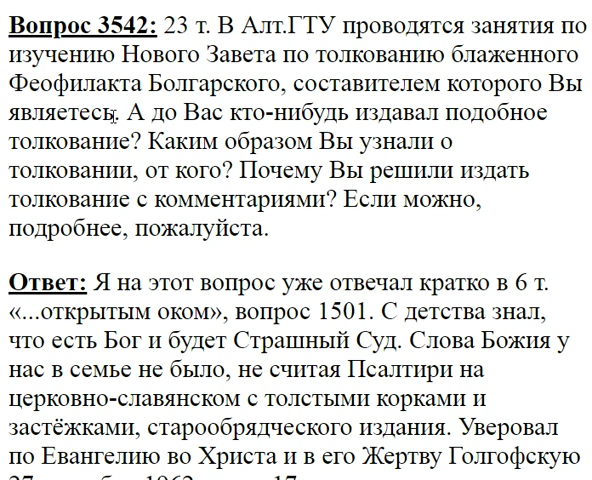 Вопрос 3542: 23 т. В Алт.ГТУ проводятся занятия по
изучению Нового Завета по толкованию блаженного
Феофилакта Болгарского, составителем которого Вы
являетесь. А до Вас кто-нибудь издавал подобное
толкование? Каким образом Вы узнали о
толковании, от кого? Почему Вы решили издать
толкование с комментариями? Если можно,
подробнее, пожалуйста.
Ответ: Я на этот вопрос уже отвечал кратко в 6 т.
«...открытым оком», вопрос 1501. С детства знал,
что есть Бог и будет Страшный Суд. Слова Божия у
нас в семье не было, не считая Псалтири на
церковно-славянском с толстыми корками и
застёжками, старообрядческого издания. Уверовал
по Евангелию во Христа и в его Жертву Голгофскую